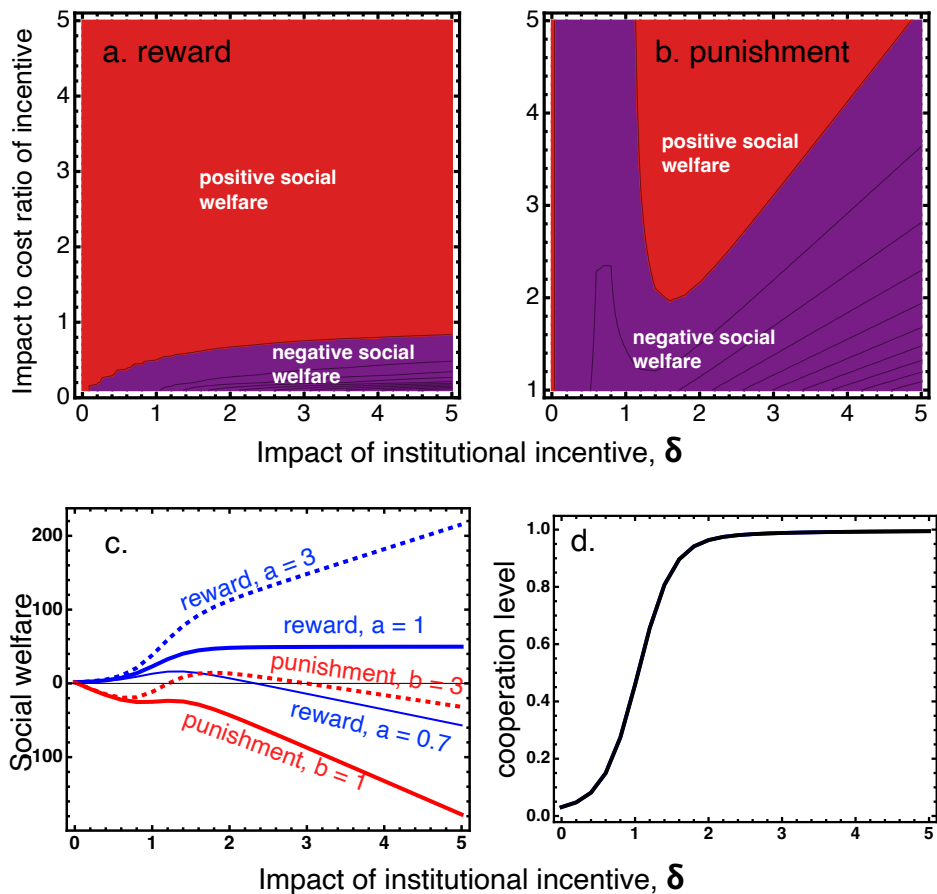 a. reward
b. punishment
Impact to cost ratio of incentive
5
4
3
2
1
0
positive social
welfare
negative social
welfare
0 1 2 3 4 5
5
4
3
2
1
positive social
welfare
negative social
welfare
0 1 2 3 4 5
Impact of institutional incentive, δ
c.
Social welfare
200
100
0
-100
reward, a = 3
reward, a = 1
punishment, b = 3
reward, a = 0.7
punishment, b = 1
0 1 2 3 4 5
d.
cooperation level
1.0
0.8
0.6
0.4
0.2
0.0
0 1 2 3 4 5
Impact of institutional incentive, δ